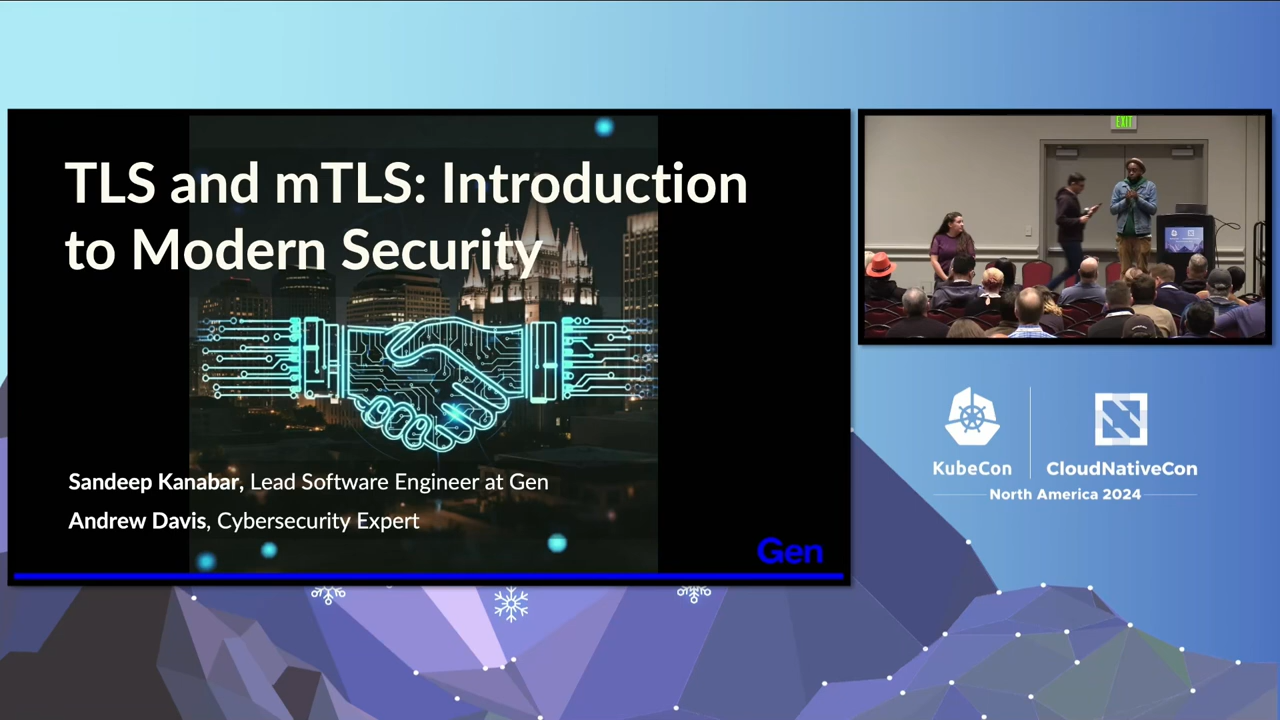 TLS and mTLS: Introduction
to Modern Security
Sandeep Kanabar, Lead Software Engineer at Gen
Andrew Davis, Cybersecurity Expert
Gen
EXIT
KubeCon
CloudNativeCon
North America 2024